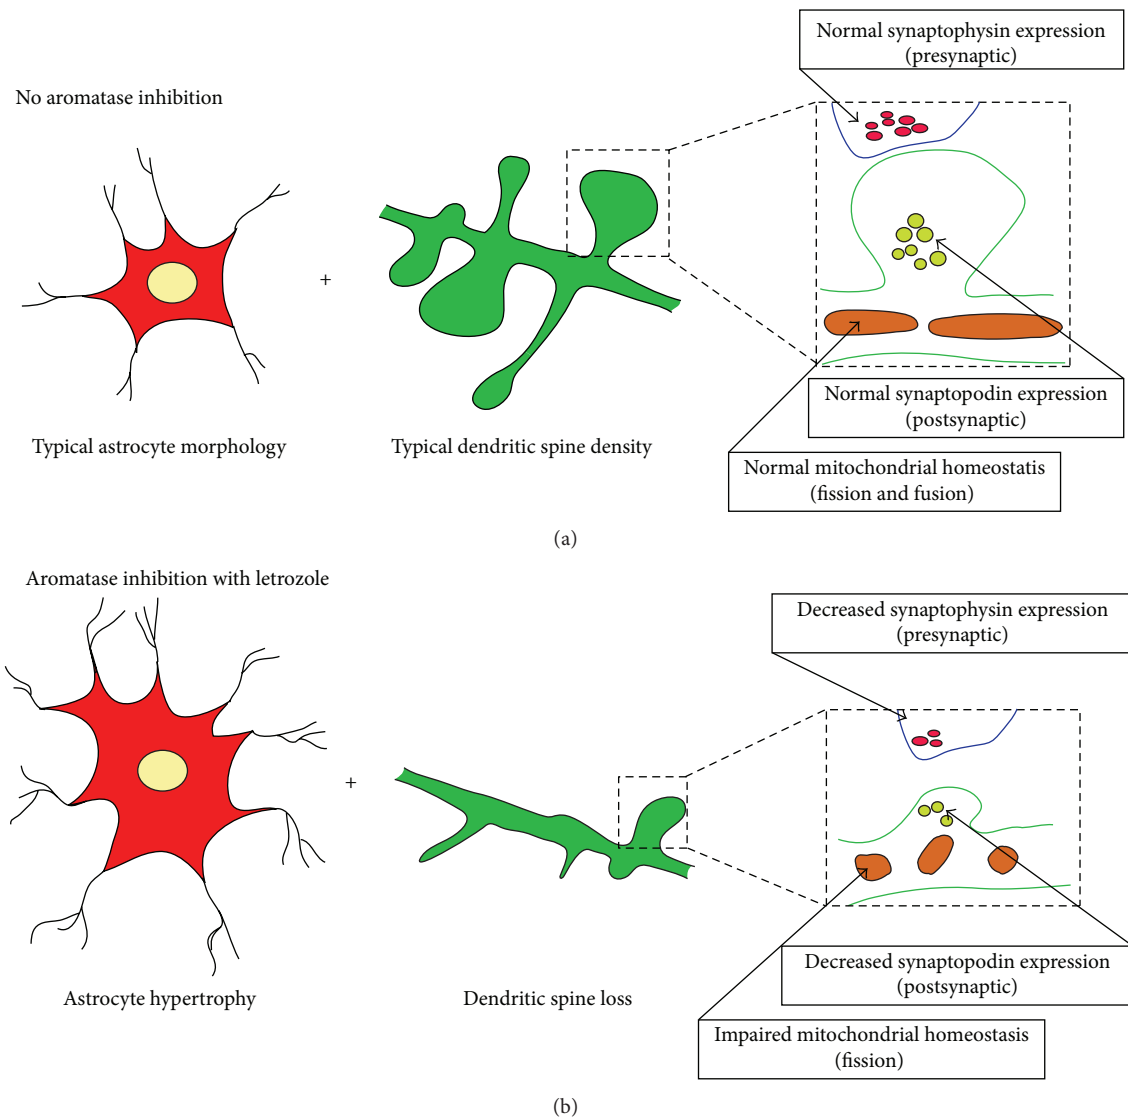 Normal synaptophysin expression
(presynaptic)
No aromatase inhibition
+
Normal synaptopodin expression
(postsynaptic)
Typical astrocyte morphology
Typical dendritic spine density
Normal mitochondrial homeostatis
(fission and fusion)
(a)
Aromatase inhibition with letrozole
Decreased synaptophysin expression
(presynaptic)
+
Decreased synaptopodin expression
(postsynaptic)
Astrocyte hypertrophy
Dendritic spine loss
Impaired mitochondrial homeostasis
(fission)
(b)